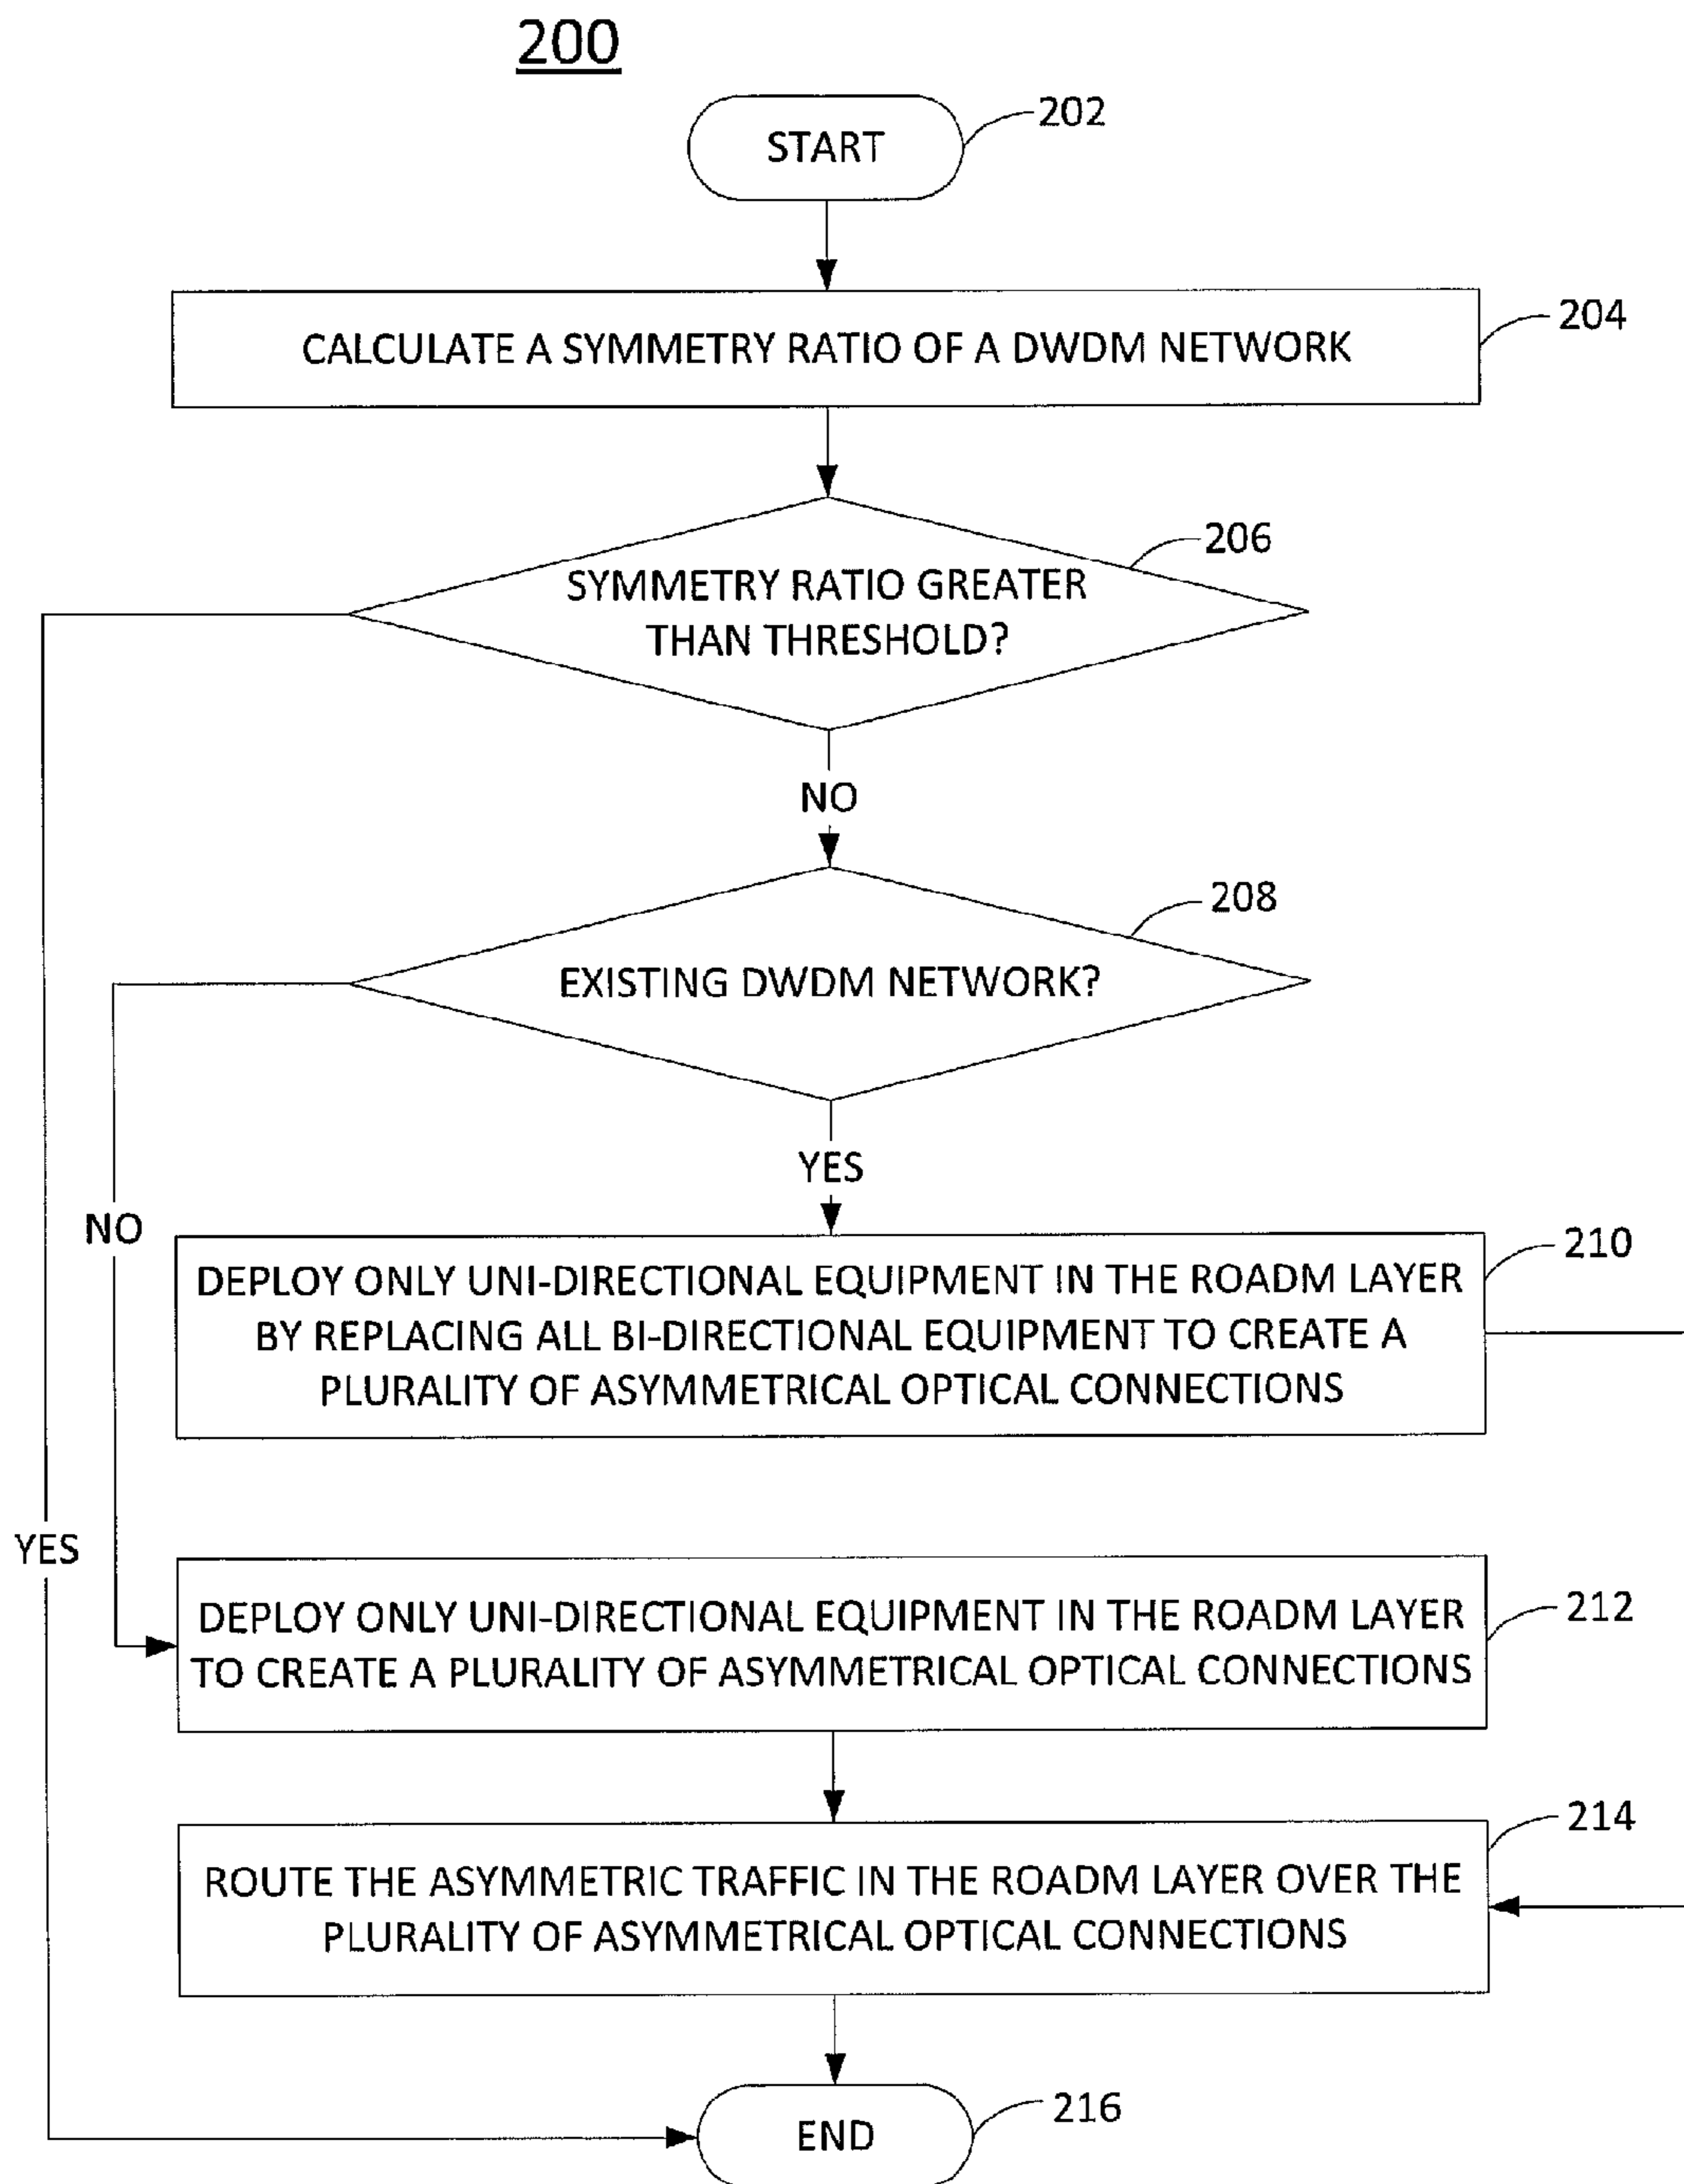 200
START
202
CALCULATE A SYMMETRY RATIO OF A DWDM NETWORK
204
206
SYMMETRY RATIO GREATER
THAN THRESHOLD?
NO
208
EXISTING DWDM NETWORK?
YES
NO
210
DEPLOY ONLY UNI-DIRECTIONAL EQUIPMENT IN THE ROADM LAYER
BY REPLACING ALL BI-DIRECTIONAL EQUIPMENT TO CREATE A
PLURALITY OF ASYMMETRICAL OPTICAL CONNECTIONS
YES
212
DEPLOY ONLY UNI-DIRECTIONAL EQUIPMENT IN THE ROADM LAYER
TO CREATE A PLURALITY OF ASYMMETRICAL OPTICAL CONNECTIONS
214
ROUTE THE ASYMMETRIC TRAFFIC IN THE ROADM LAYER OVER THE
PLURALITY OF ASYMMETRICAL OPTICAL CONNECTIONS
END
216